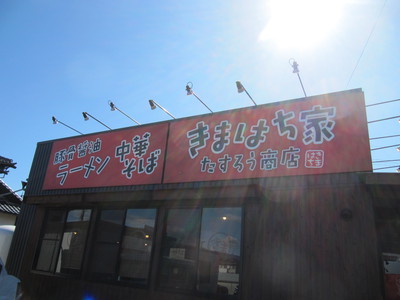 豚骨醤油
ラーメン
中華
そば
きまはち家
たすろう商店